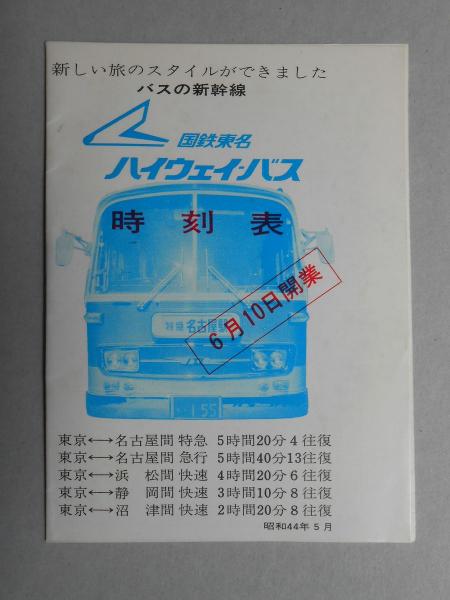 新しい旅のスタイルができました
バスの新幹線
国鉄東名
ハイウェイ・バス
時刻表
6月10日開業
特急 名古屋駅
155
東京⟷名古屋間 特急 5時間20分 4往復
東京⟷名古屋間 急行 5時間40分13往復
東京⟷浜 松間 快速 4時間20分 6往復
東京⟷静 岡間 快速 3時間10分 8往復
東京⟷沼 津間 快速 2時間20分 8往復
昭和44年5月